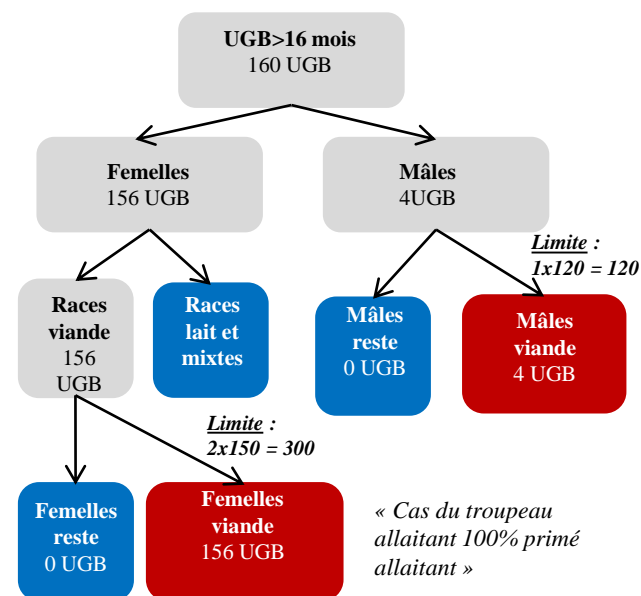 UGB>16 mois
160 UGB
Femelles
156 UGB
Mâles
4UGB
Limite :
1x120 = 120
Races
viande
156
UGB
Races
lait et
mixtes
Mâles
reste
0 UGB
Mâles
viande
4 UGB
Limite :
2x150 = 300
Femelles
reste
0 UGB
Femelles
viande
156 UGB
« Cas du troupeau
allaitant 100% primé
allaitant »